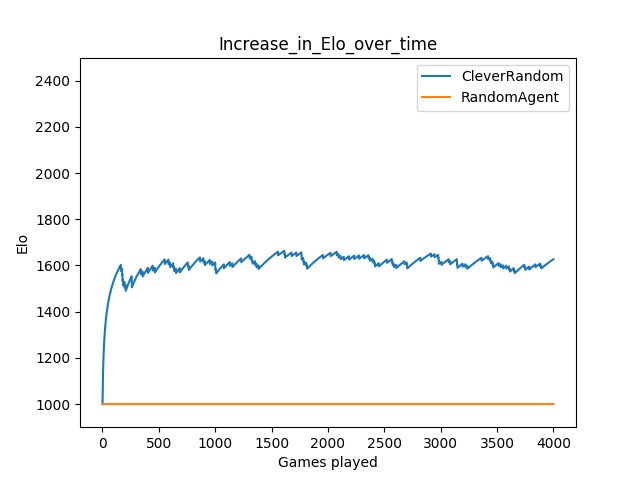 Increase_in_Elo_over_time
CleverRandom
RandomAgent
2400
2200
2000
1800
1600
1400
1200
1000
Elo
0 500 1000 1500 2000 2500 3000 3500 4000
Games played